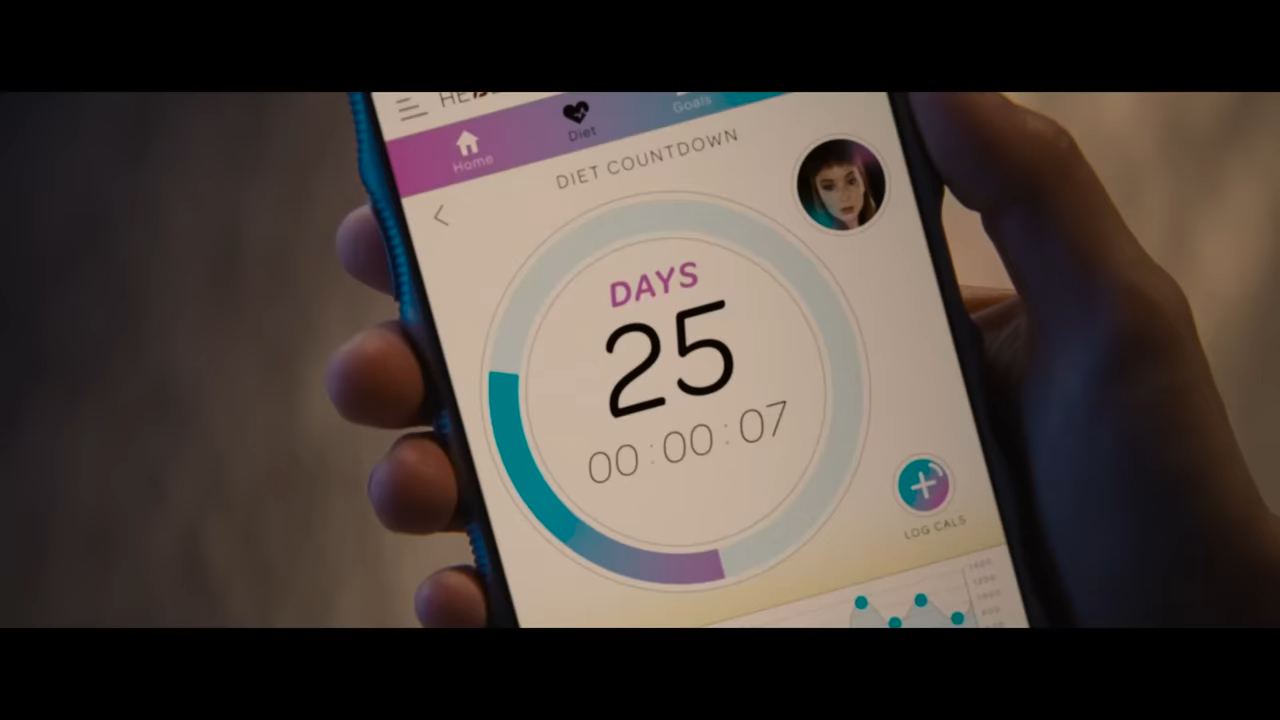 Home
Diet
Goals
DIET COUNTDOWN
DAYS
25
00:00:07
LOG CALS